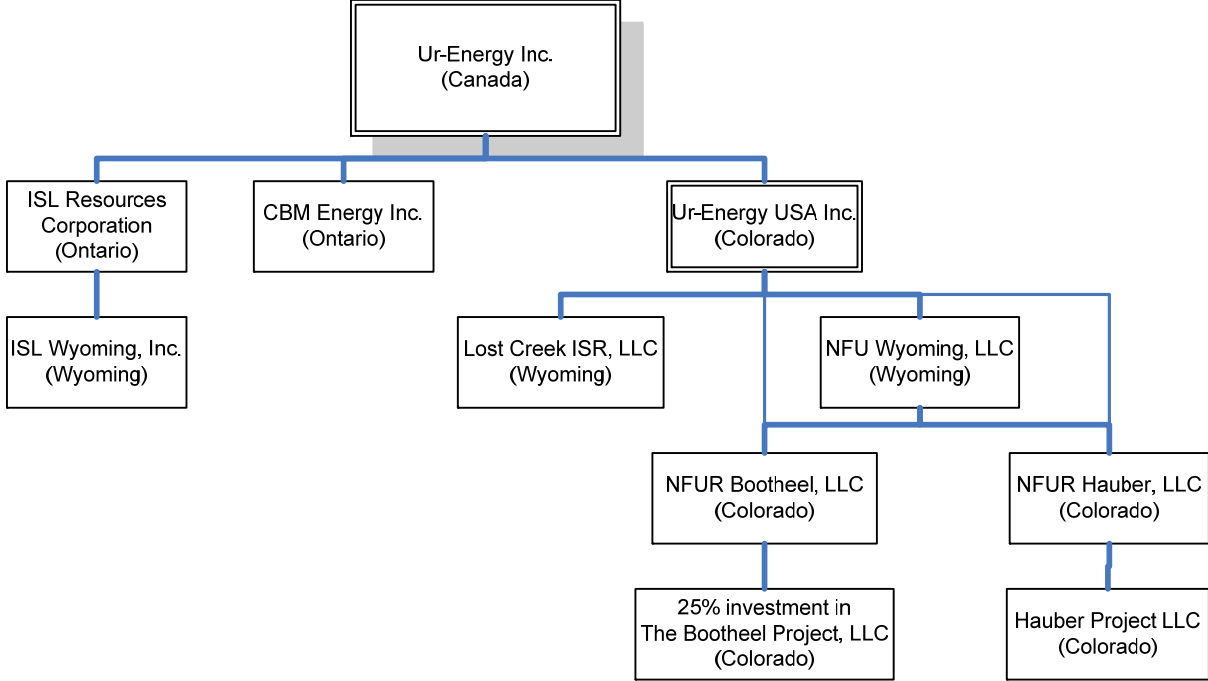 Ur-Energy Inc.
(Canada)
ISL Resources
Corporation
(Ontario)
CBM Energy Inc.
(Ontario)
Ur-Energy USA Inc.
(Colorado)
ISL Wyoming, Inc.
(Wyoming)
Lost Creek ISR, LLC
(Wyoming)
NFU Wyoming, LLC
(Wyoming)
NFUR Bootheel, LLC
(Colorado)
NFUR Hauber, LLC
(Colorado)
25% investment in
The Bootheel Project, LLC
(Colorado)
Hauber Project LLC
(Colorado)